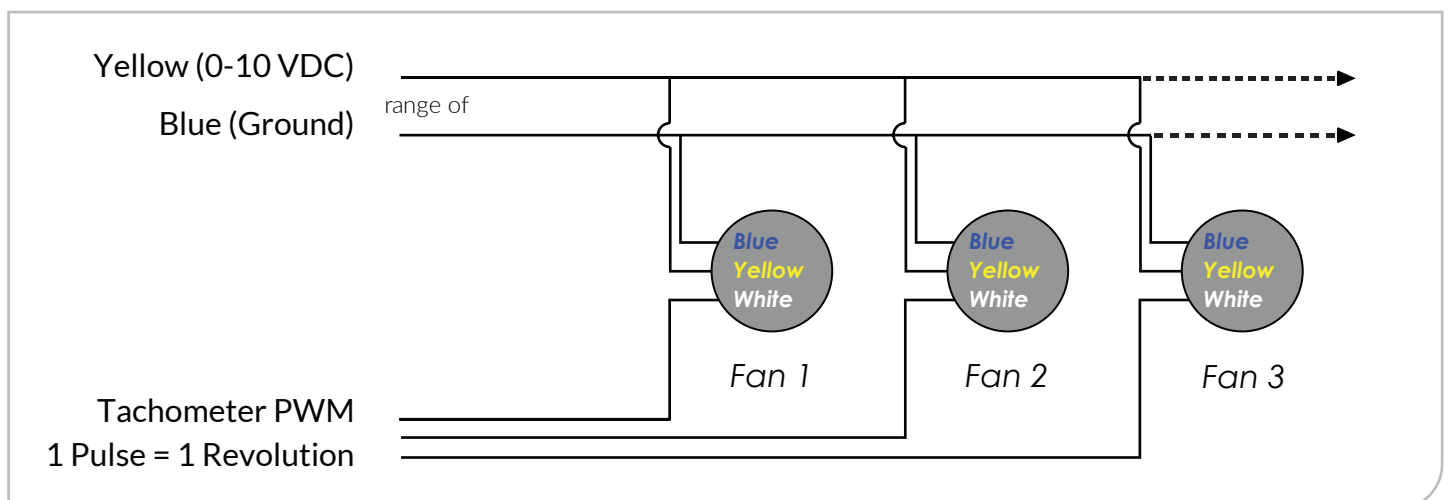 Yellow (0-10 VDC)
range of
Blue (Ground)
Blue
Yellow
White
Fan 1
Blue
Yellow
White
Fan 2
Blue
Yellow
White
Fan 3
Tachometer PWM
1 Pulse = 1 Revolution